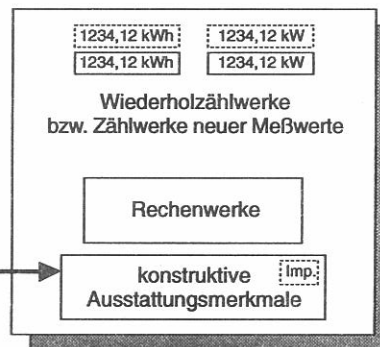 1234,12 kWh 1234,12 kW
1234,12 kWh 1234,12 kW
Wiederholzählwerke
bzw. Zählwerke neuer Meßwerte
Rechenwerke
konstruktive Imp.
Ausstattungsmerkmale